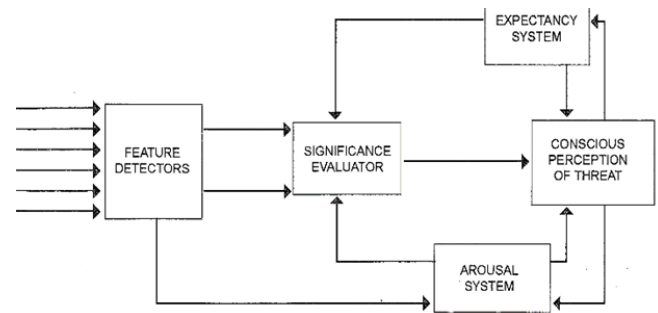 EXPECTANCY
SYSTEM
FEATURE
DETECTORS
SIGNIFICANCE
EVALUATOR
CONSCIOUS
PERCEPTION
OF THREAT
AROUSAL
SYSTEM